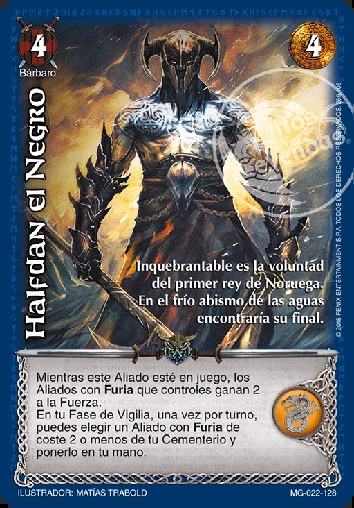 4
4
Bárbaro
Halfdan el Negro
Inquebrantable es la voluntad
del primer rey de Noruega.
En el frío abismo de las aguas
encontraría su final.
Mientras este Aliado esté en juego, los
Aliados con Furia que controles ganan 2
a la Fuerza.
En tu Fase de Vigilia, una vez por turno,
puedes elegir un Aliado con Furia de
coste 2 o menos de tu Cementerio y
ponerlo en tu mano.
ILUSTRADOR: MATÍAS TRABOLD
MG-022-128